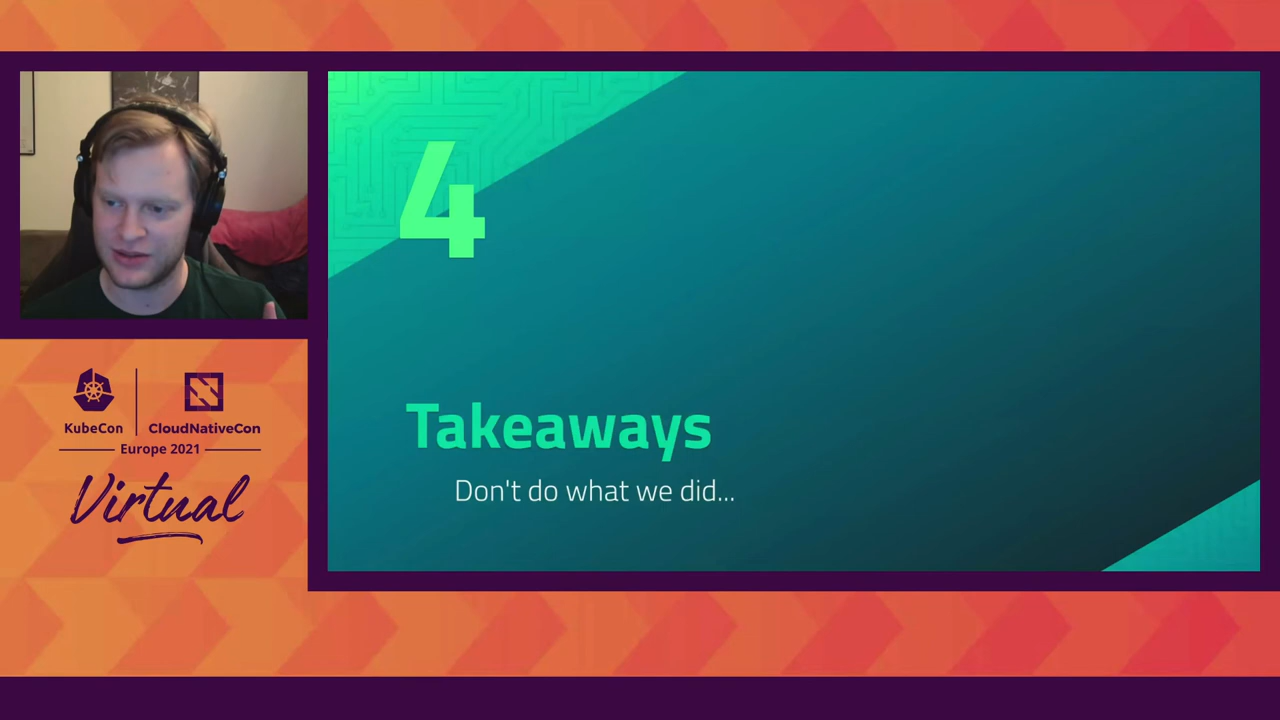 4
Takeaways
Don't do what we did...
KubeCon
CloudNativeCon
Europe 2021
Virtual